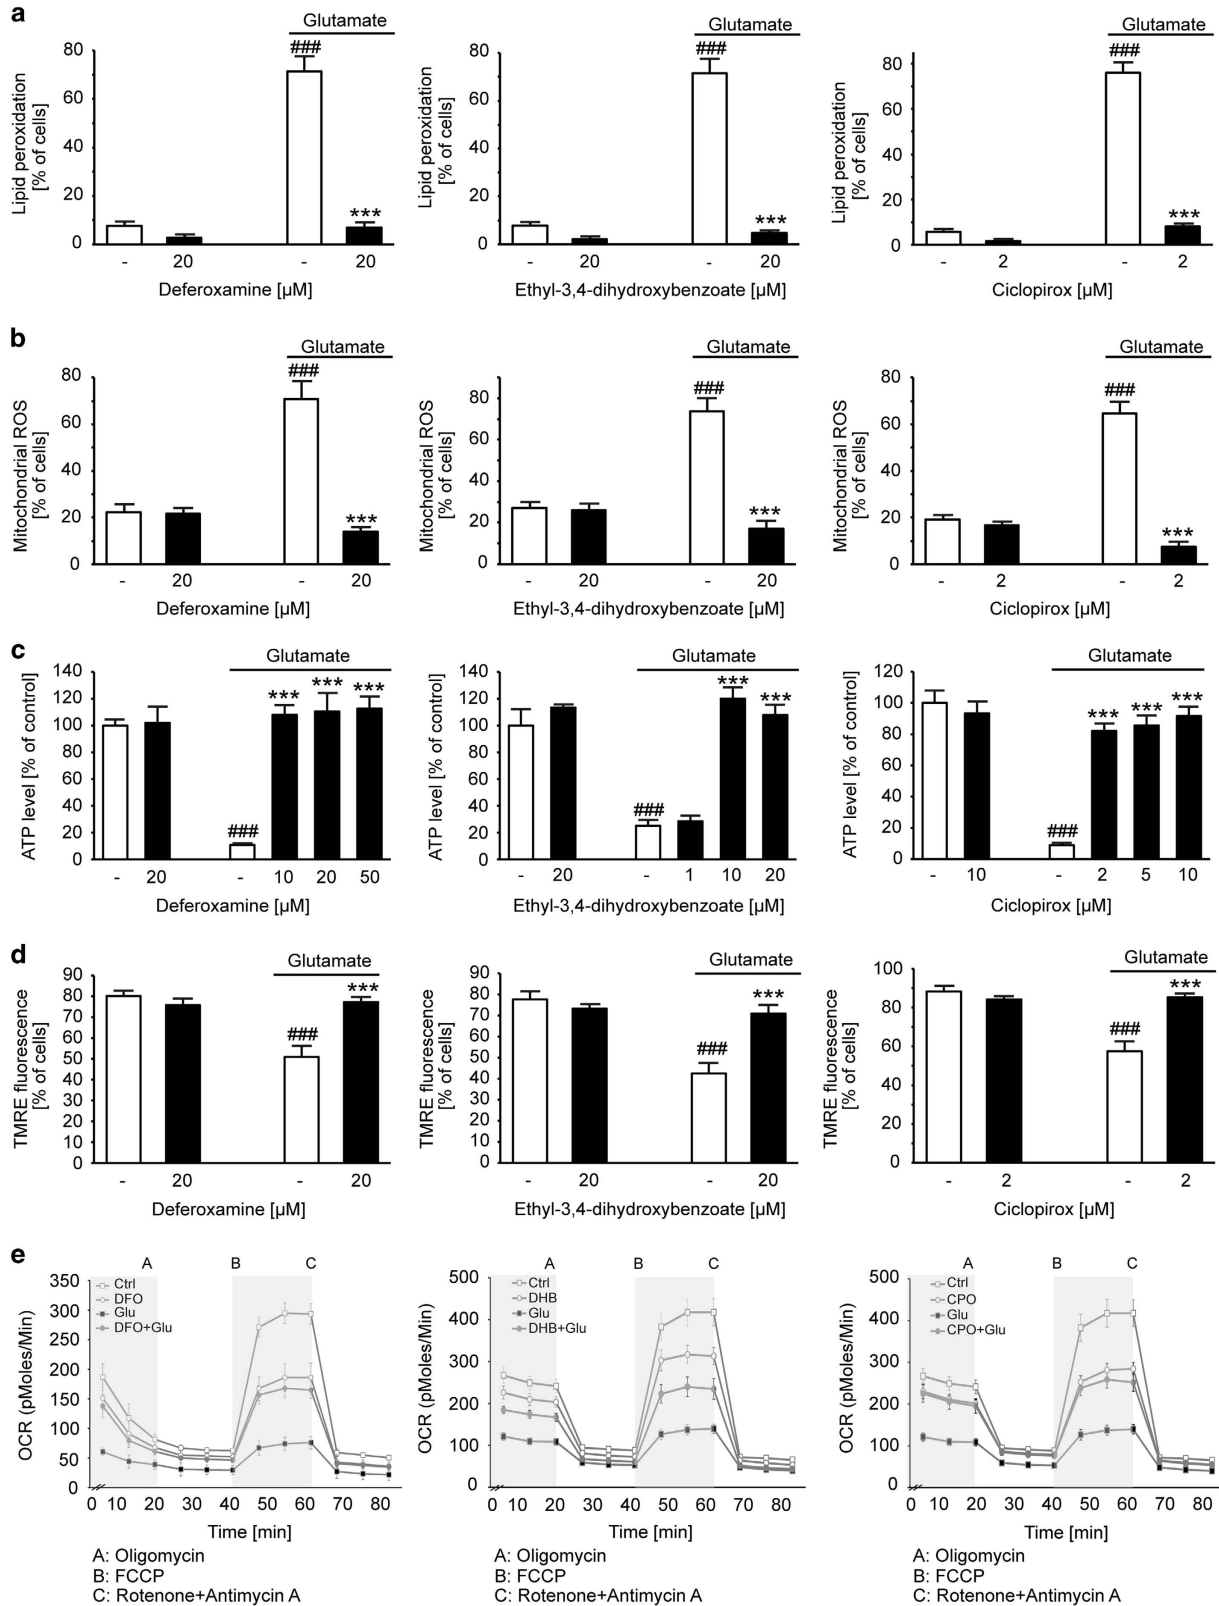 a
Glutamate
Glutamate
Glutamate
Lipid peroxidation
[% of cells]
80
60
40
20
0
###
***
- 20 - 20
Deferoxamine [µM]
Lipid peroxidation
[% of cells]
80
60
40
20
0
###
***
- 20 - 20
Ethyl-3,4-dihydroxybenzoate [µM]
Lipid peroxidation
[% of cells]
80
60
40
20
0
###
***
- 2 - 2
Ciclopirox [µM]
b
Glutamate
Glutamate
Glutamate
Mitochondrial ROS
[% of cells]
80
60
40
20
0
###
***
- 20 - 20
Deferoxamine [µM]
Mitochondrial ROS
[% of cells]
80
60
40
20
0
###
***
- 20 - 20
Ethyl-3,4-dihydroxybenzoate [µM]
Mitochondrial ROS
[% of cells]
80
60
40
20
0
###
***
- 2 - 2
Ciclopirox [µM]
c
Glutamate
Glutamate
Glutamate
ATP level [% of control]
140
120
100
80
60
40
20
0
###
*** *** ***
- 20 - 10 20 50
Deferoxamine [µM]
ATP level [% of control]
140
120
100
80
60
40
20
0
###
*** ***
- 20 - 1 10 20
Ethyl-3,4-dihydroxybenzoate [µM]
ATP level [% of control]
120
100
80
60
40
20
0
###
*** *** ***
- 10 - 2 5 10
Ciclopirox [µM]
d
Glutamate
Glutamate
Glutamate
TMRE fluorescence
[% of cells]
90
80
70
60
50
40
30
20
10
0
###
***
- 20 - 20
Deferoxamine [µM]
TMRE fluorescence
[% of cells]
90
80
70
60
50
40
30
20
10
0
###
***
- 20 - 20
Ethyl-3,4-dihydroxybenzoate [µM]
TMRE fluorescence
[% of cells]
100
80
60
40
20
0
###
***
- 2 - 2
Ciclopirox [µM]
e
A B C
OCR (pMoles/Min)
350
300
250
200
150
100
50
0
Ctrl
DFO
Glu
DFO+Glu
0 10 20 30 40 50 60 70 80
Time [min]
A: Oligomycin
B: FCCP
C: Rotenone+Antimycin A
A B C
OCR (pMoles/Min)
500
400
300
200
100
0
Ctrl
DHB
Glu
DHB+Glu
0 10 20 30 40 50 60 70 80
Time [min]
A: Oligomycin
B: FCCP
C: Rotenone+Antimycin A
A B C
OCR (pMoles/Min)
500
400
300
200
100
0
Ctrl
CPO
Glu
CPO+Glu
0 10 20 30 40 50 60 70 80
Time [min]
A: Oligomycin
B: FCCP
C: Rotenone+Antimycin A